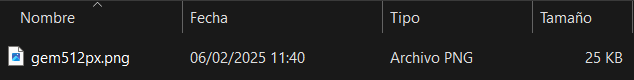 Nombre Fecha Tipo Tamaño
gem512px.png 06/02/2025 11:40 Archivo PNG 25 KB